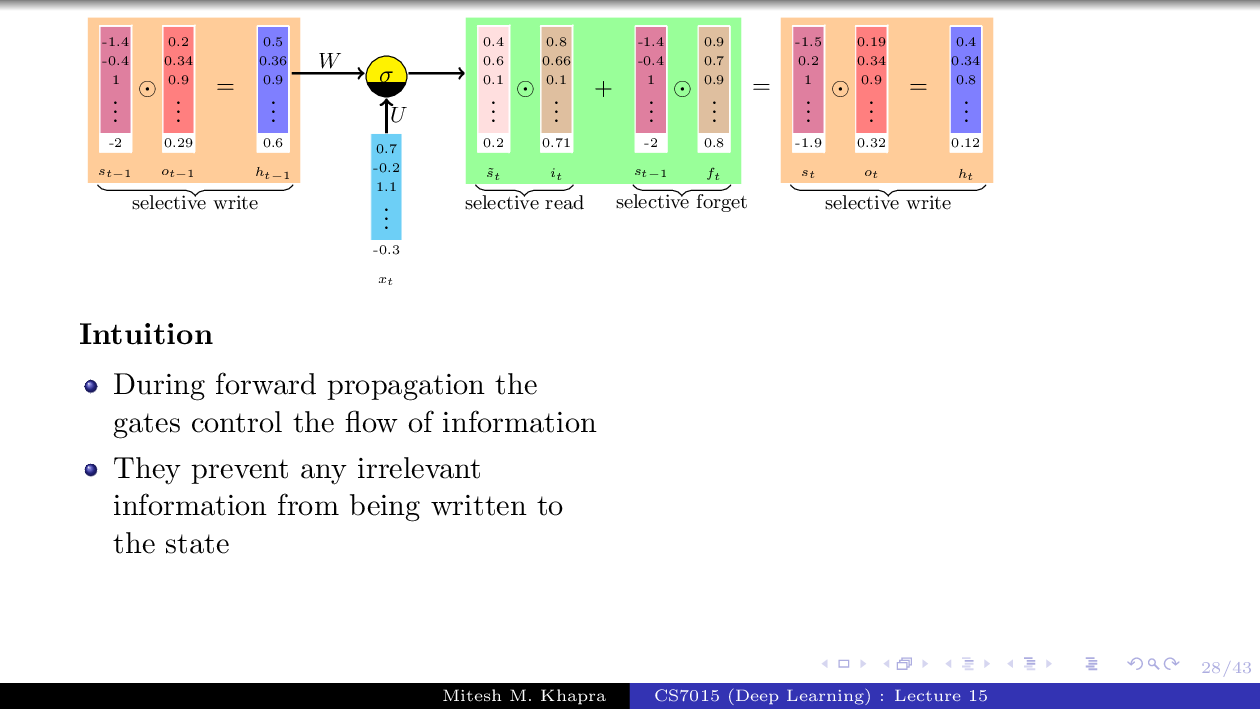 -1.4 0.2 0.5 0.4 0.8 -1.4 0.9 -1.5 0.19 0.4
-0.4 0.34 0.36 W 0.6 0.66 -0.4 0.7 0.2 0.34 0.34
1 ⊙ 0.9 = 0.9 σ 0.1 ⊙ 0.1 + 1 ⊙ 0.9 = 1 ⊙ 0.9 = 0.8
⋮ ⋮ ⋮ U ⋮ ⋮ ⋮ ⋮ ⋮ ⋮ ⋮
-2 0.29 0.6 0.2 0.71 -2 0.8 -1.9 0.32 0.12
s_{t−1} o_{t−1} h_{t−1} s̃_t i_t s_{t−1} f_t s_t o_t h_t
selective write selective read selective forget selective write
0.7
-0.2
1.1
⋮
-0.3
x_t
Intuition
During forward propagation the
gates control the flow of information
They prevent any irrelevant
information from being written to
the state
28/43
Mitesh M. Khapra CS7015 (Deep Learning) : Lecture 15